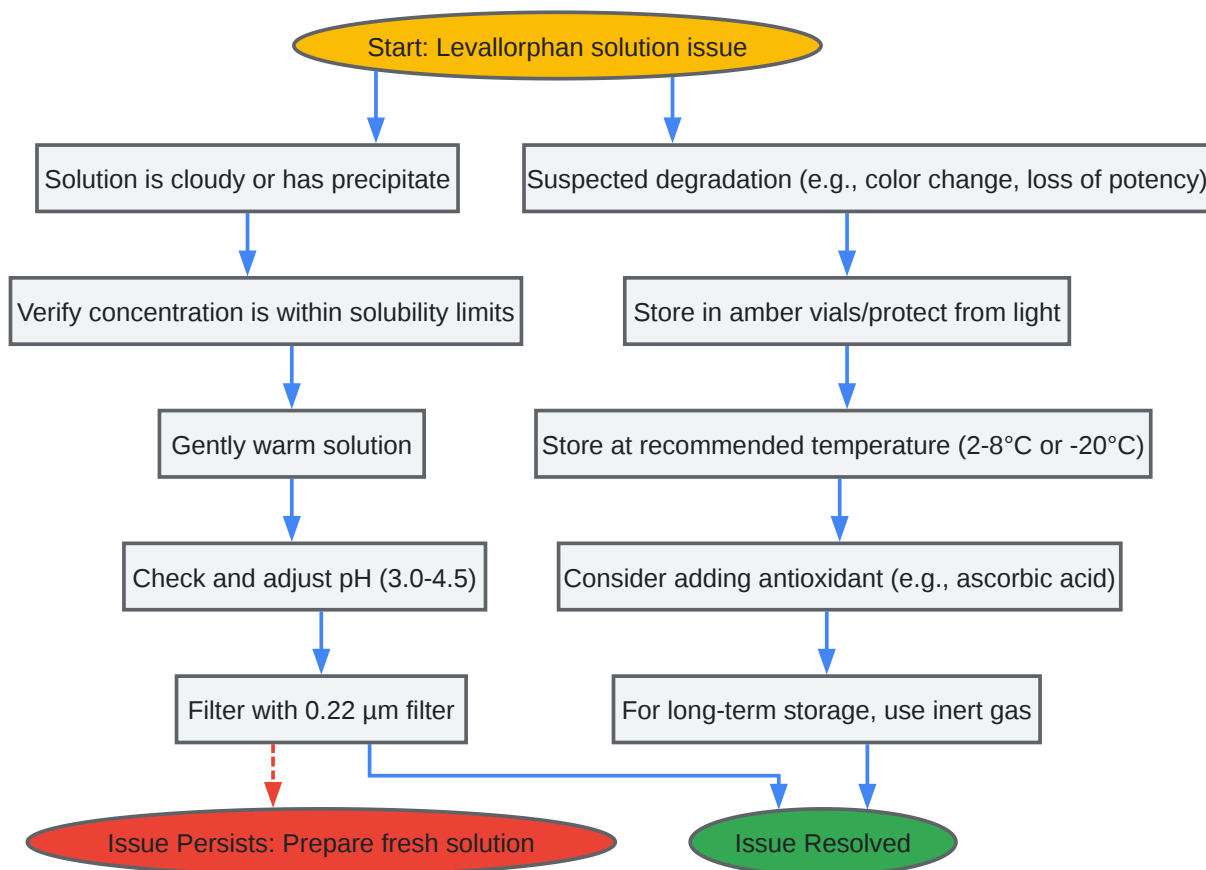 Start: Levallorphan solution issue
Solution is cloudy or has precipitate
Suspected degradation (e.g., color change, loss of potency)
Verify concentration is within solubility limits
Store in amber vials/protect from light
Gently warm solution
Store at recommended temperature (2-8°C or -20°C)
Check and adjust pH (3.0-4.5)
Consider adding antioxidant (e.g., ascorbic acid)
Filter with 0.22 µm filter
For long-term storage, use inert gas
Issue Persists: Prepare fresh solution
Issue Resolved